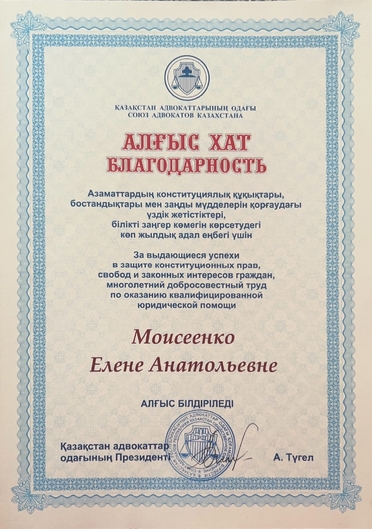 ҚАЗАҚСТАН АДВОКАТТАРЫНЫҢ ОДАҒЫ
СОЮЗ АДВОКАТОВ КАЗАХСТАНА
АЛҒЫС ХАТ
БЛАГОДАРНОСТЬ
Азаматтардың конституциялық құқықтары,
бостандықтары мен заңды мүдделерін қорғаудағы
үздік жетістіктері,
білікті заңгер көмегін көрсетудегі
көп жылдық адал еңбегі үшін
За выдающиеся успехи
в защите конституционных прав,
свобод и законных интересов граждан,
многолетний добросовестный труд
по оказанию квалифицированной
юридической помощи
Моисеенко
Елене Анатольевне
АЛҒЫС БІЛДІРІЛЕДІ
Қазақстан адвокаттар
одағының Президенті
А. Түгел